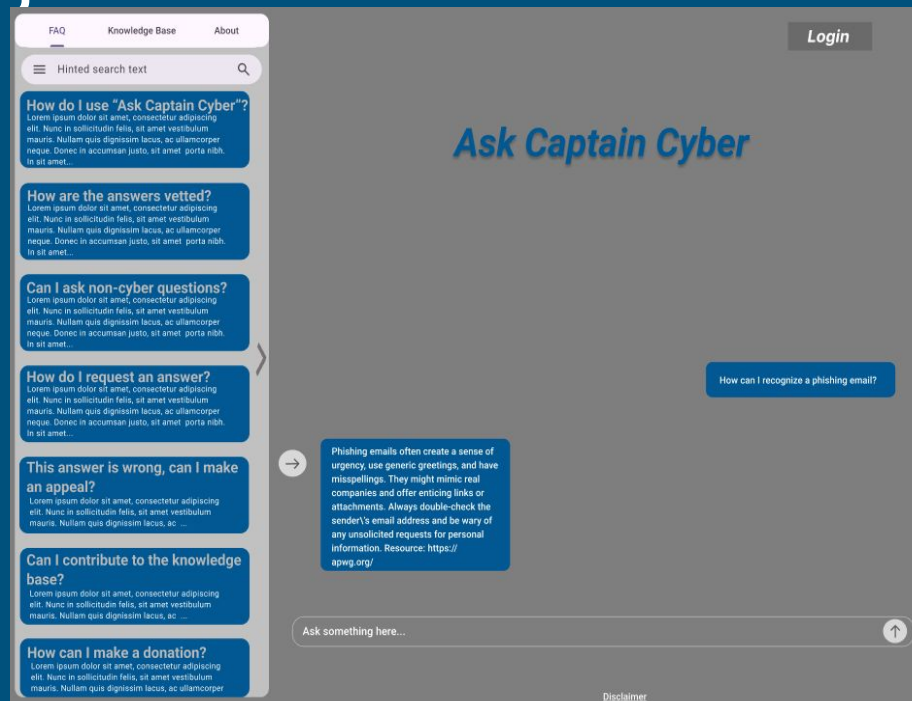 FAQ
Knowledge Base
About
Hinted search text
How do I use “Ask Captain Cyber”?
Lorem ipsum dolor sit amet, consectetur adipiscing
elit. Nunc in sollicitudin felis, sit amet vestibulum
mauris. Nullam quis dignissim lacus, ac ullamcorper
neque. Donec in accumsan justo, sit amet porta nibh.
In sit amet...
How are the answers vetted?
Lorem ipsum dolor sit amet, consectetur adipiscing
elit. Nunc in sollicitudin felis, sit amet vestibulum
mauris. Nullam quis dignissim lacus, ac ullamcorper
neque. Donec in accumsan justo, sit amet porta nibh.
In sit amet...
Can I ask non-cyber questions?
Lorem ipsum dolor sit amet, consectetur adipiscing
elit. Nunc in sollicitudin felis, sit amet vestibulum
mauris. Nullam quis dignissim lacus, ac ullamcorper
neque. Donec in accumsan justo, sit amet porta nibh.
In sit amet...
How do I request an answer?
Lorem ipsum dolor sit amet, consectetur adipiscing
elit. Nunc in sollicitudin felis, sit amet vestibulum
mauris. Nullam quis dignissim lacus, ac ullamcorper
neque. Donec in accumsan justo, sit amet porta nibh.
In sit amet...
This answer is wrong, can I make
an appeal?
Lorem ipsum dolor sit amet, consectetur adipiscing
elit. Nunc in sollicitudin felis, sit amet vestibulum
mauris. Nullam quis dignissim lacus, ac ...
Can I contribute to the knowledge
base?
Lorem ipsum dolor sit amet, consectetur adipiscing
elit. Nunc in sollicitudin felis, sit amet vestibulum
mauris. Nullam quis dignissim lacus, ac ...
How can I make a donation?
Lorem ipsum dolor sit amet, consectetur adipiscing
elit. Nunc in sollicitudin felis, sit amet vestibulum
mauris. Nullam quis dignissim lacus, ac ullamcorper
Login
Ask Captain Cyber
How can I recognize a phishing email?
Phishing emails often create a sense of
urgency, use generic greetings, and have
misspellings. They might mimic real
companies and offer enticing links or
attachments. Always double-check the
sender\'s email address and be wary of
any unsolicited requests for personal
information. Resource: https://
apwg.org/
Ask something here...
Disclaimer